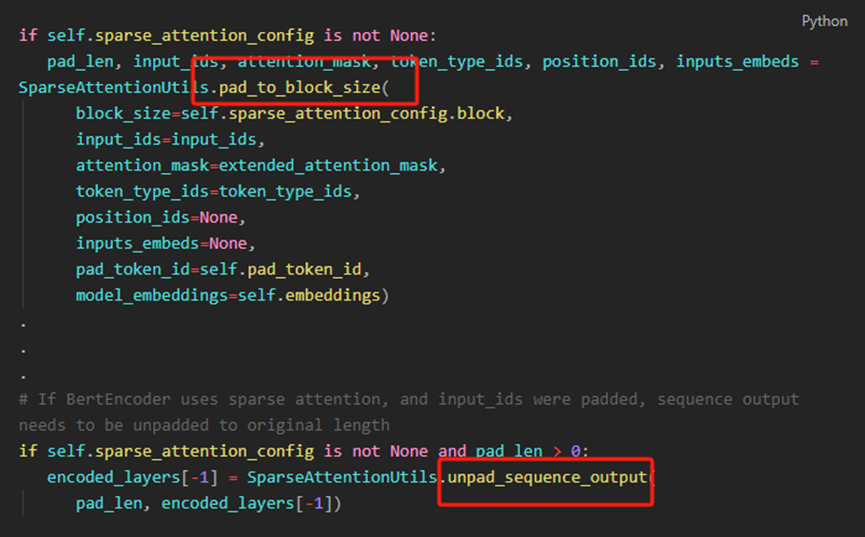 Python
if self.sparse_attention_config is not None:
pad_len, input_ids, attention_mask, token_type_ids, position_ids, inputs_embeds =
SparseAttentionUtils.pad_to_block_size(
block_size=self.sparse_attention_config.block,
input_ids=input_ids,
attention_mask=extended_attention_mask,
token_type_ids=token_type_ids,
position_ids=None,
inputs_embeds=None,
pad_token_id=self.pad_token_id,
model_embeddings=self.embeddings)
.
.
.
# If BertEncoder uses sparse attention, and input_ids were padded, sequence output
needs to be unpadded to original length
if self.sparse_attention_config is not None and pad_len > 0:
encoded_layers[-1] = SparseAttentionUtils.unpad_sequence_output(
pad_len, encoded_layers[-1])